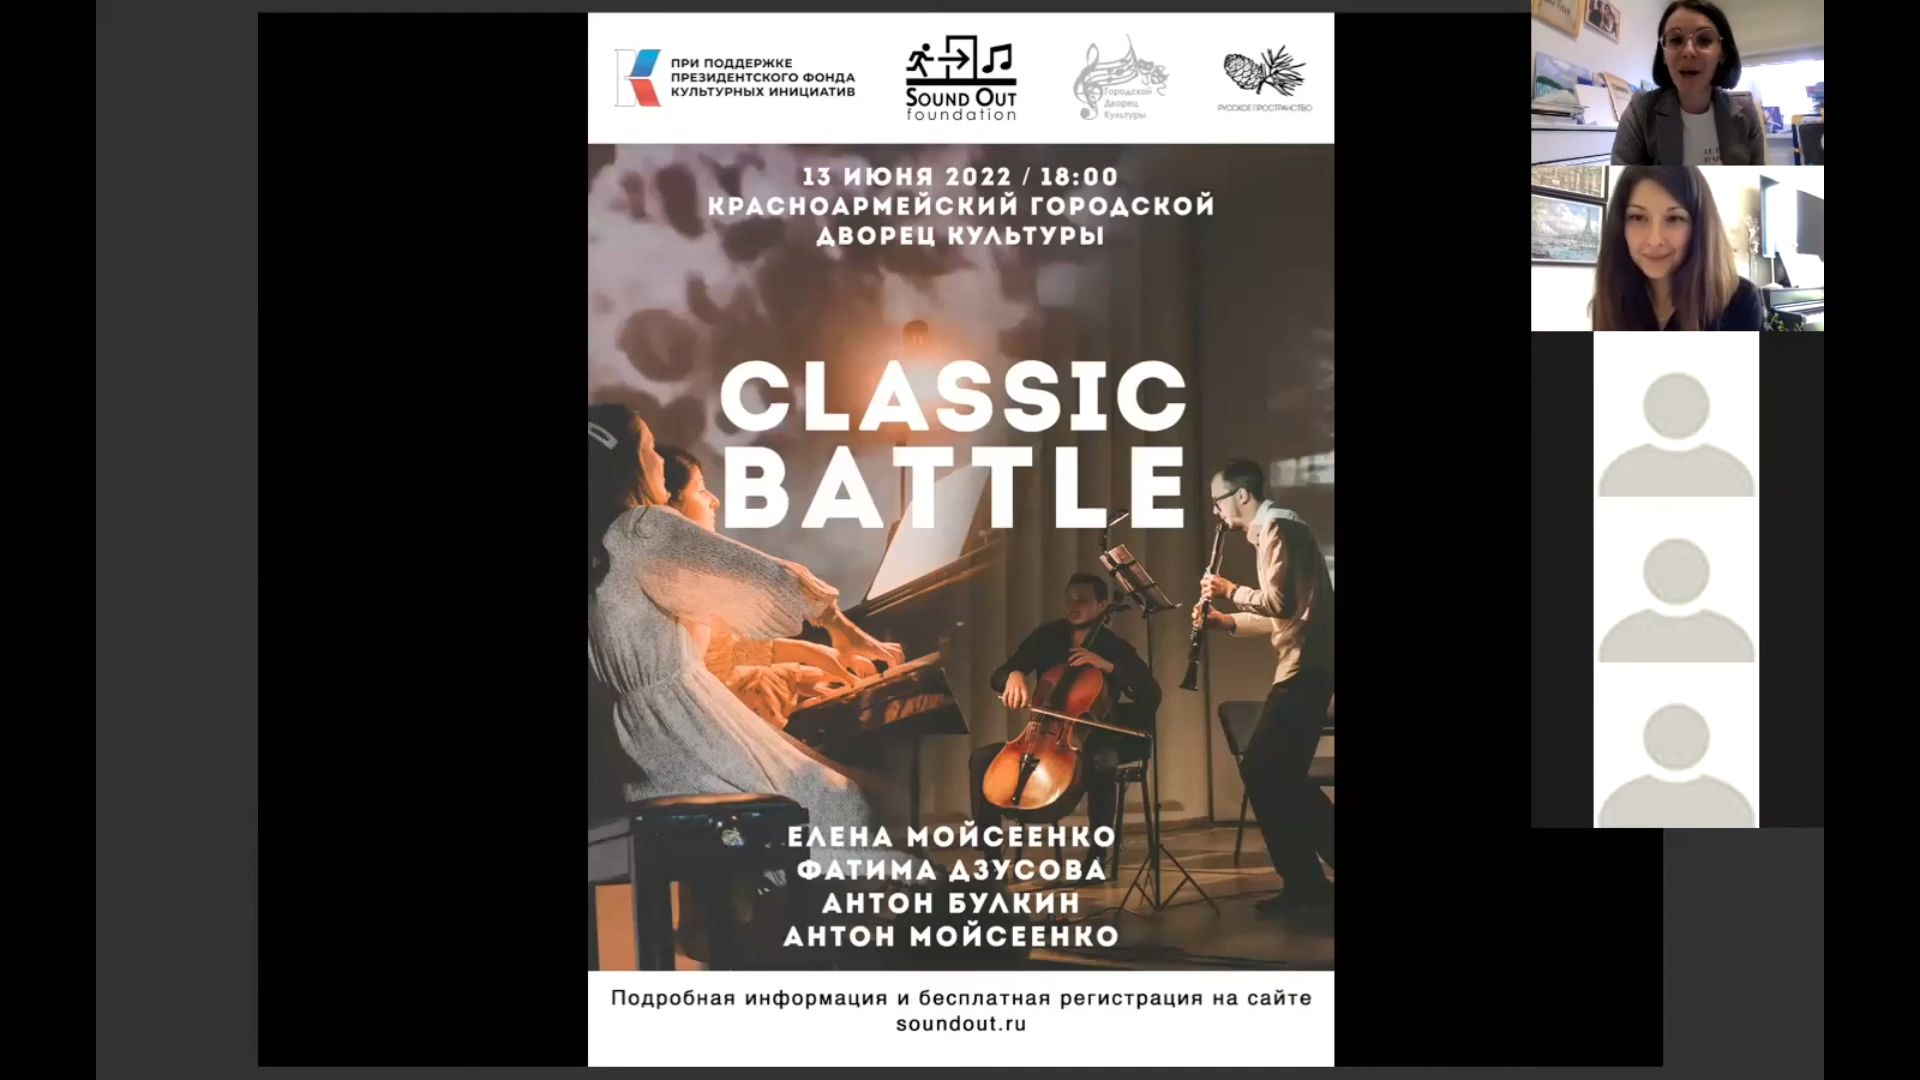 ПРИ ПОДДЕРЖКЕ
ПРЕЗИДЕНТСКОГО ФОНДА
КУЛЬТУРНЫХ ИНИЦИАТИВ
SOUND OUT
foundation
Городской
Дворец
Культуры
РУССКОЕ ПРОСТРАНСТВО
13 ИЮНЯ 2022 / 18:00
КРАСНОАРМЕЙСКИЙ ГОРОДСКОЙ
ДВОРЕЦ КУЛЬТУРЫ
CLASSIC
BATTLE
ЕЛЕНА МОЙСЕЕНКО
ФАТИМА ДЗУСОВА
АНТОН БУЛКИН
АНТОН МОЙСЕЕНКО
Подробная информация и бесплатная регистрация на сайте
soundout.ru